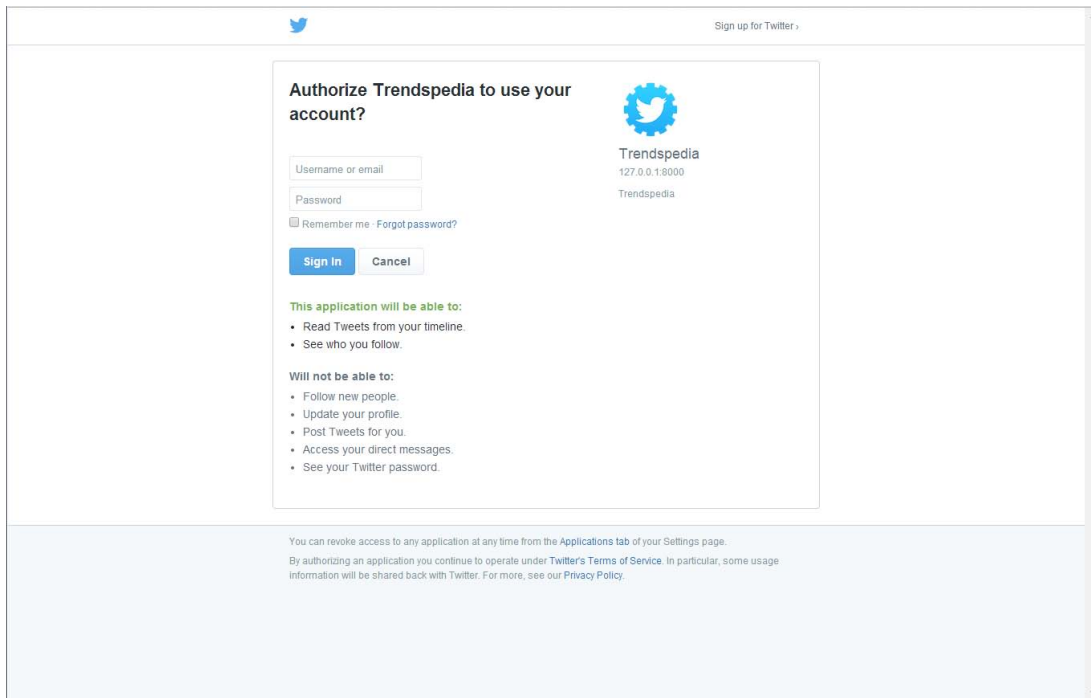 Sign up for Twitter ›
Authorize Trendspedia to use your
account?
Username or email
Password
Remember me · Forgot password?
Sign In
Cancel
Trendspedia
127.0.0.1:8000
Trendspedia
This application will be able to:
• Read Tweets from your timeline.
• See who you follow.
Will not be able to:
• Follow new people.
• Update your profile.
• Post Tweets for you.
• Access your direct messages.
• See your Twitter password.
You can revoke access to any application at any time from the Applications tab of your Settings page.
By authorizing an application you continue to operate under Twitter's Terms of Service. In particular, some usage
information will be shared back with Twitter. For more, see our Privacy Policy.